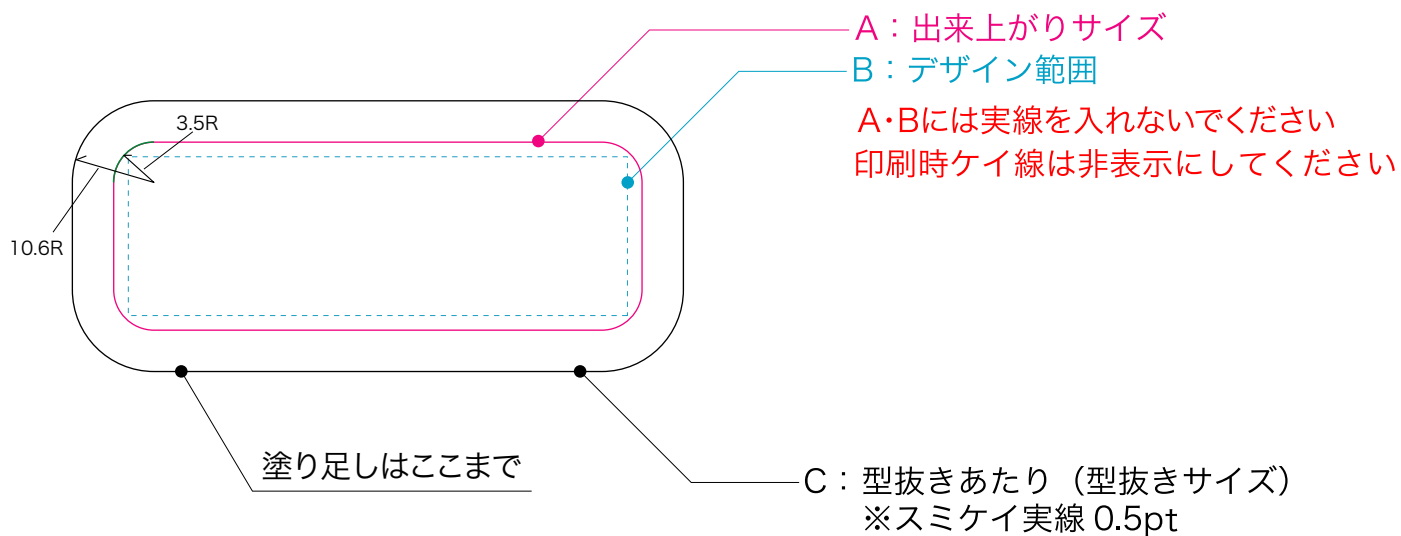 A：出来上がりサイズ
B：デザイン範囲
A・Bには実線を入れないでください
印刷時ケイ線は非表示にしてください
3.5R
10.6R
塗り足しはここまで
C：型抜きあたり（型抜きサイズ）
※スミケイ実線 0.5pt